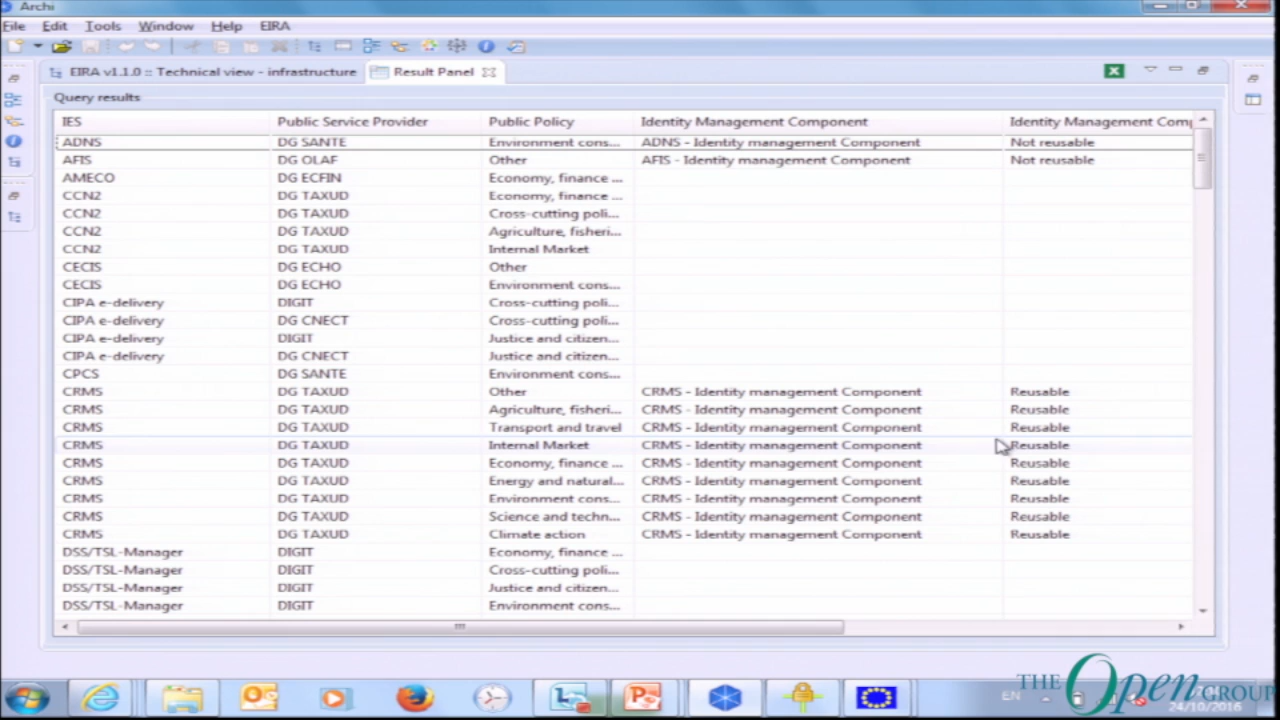 Archi
File Edit Tools Window Help EIRA
EIRA v1.1.0 :: Technical view - infrastructure Result Panel
Query results
IES Public Service Provider Public Policy Identity Management Component Identity Management Comp
ADNS DG SANTE Environment cons... ADNS - Identity management Component Not reusable
AFIS DG OLAF Other AFIS - Identity management Component Not reusable
AMECO DG ECFIN Economy, finance ...
CCN2 DG TAXUD Economy, finance ...
CCN2 DG TAXUD Cross-cutting poli...
CCN2 DG TAXUD Agriculture, fisheri...
CCN2 DG TAXUD Internal Market
CECIS DG ECHO Other
CECIS DG ECHO Environment cons...
CIPA e-delivery DIGIT Cross-cutting poli...
CIPA e-delivery DG CNECT Cross-cutting poli...
CIPA e-delivery DIGIT Justice and citizen...
CIPA e-delivery DG CNECT Justice and citizen...
CPCS DG SANTE Environment cons...
CRMS DG TAXUD Other CRMS - Identity management Component Reusable
CRMS DG TAXUD Agriculture, fisheri... CRMS - Identity management Component Reusable
CRMS DG TAXUD Transport and travel CRMS - Identity management Component Reusable
CRMS DG TAXUD Internal Market CRMS - Identity management Component Reusable
CRMS DG TAXUD Economy, finance ... CRMS - Identity management Component Reusable
CRMS DG TAXUD Energy and natural... CRMS - Identity management Component Reusable
CRMS DG TAXUD Environment cons... CRMS - Identity management Component Reusable
CRMS DG TAXUD Science and techn... CRMS - Identity management Component Reusable
CRMS DG TAXUD Climate action CRMS - Identity management Component Reusable
DSS/TSL-Manager DIGIT Economy, finance ...
DSS/TSL-Manager DIGIT Cross-cutting poli...
DSS/TSL-Manager DIGIT Justice and citizen...
DSS/TSL-Manager DIGIT Environment cons...
THE Open GROUP
EN
24/10/2016